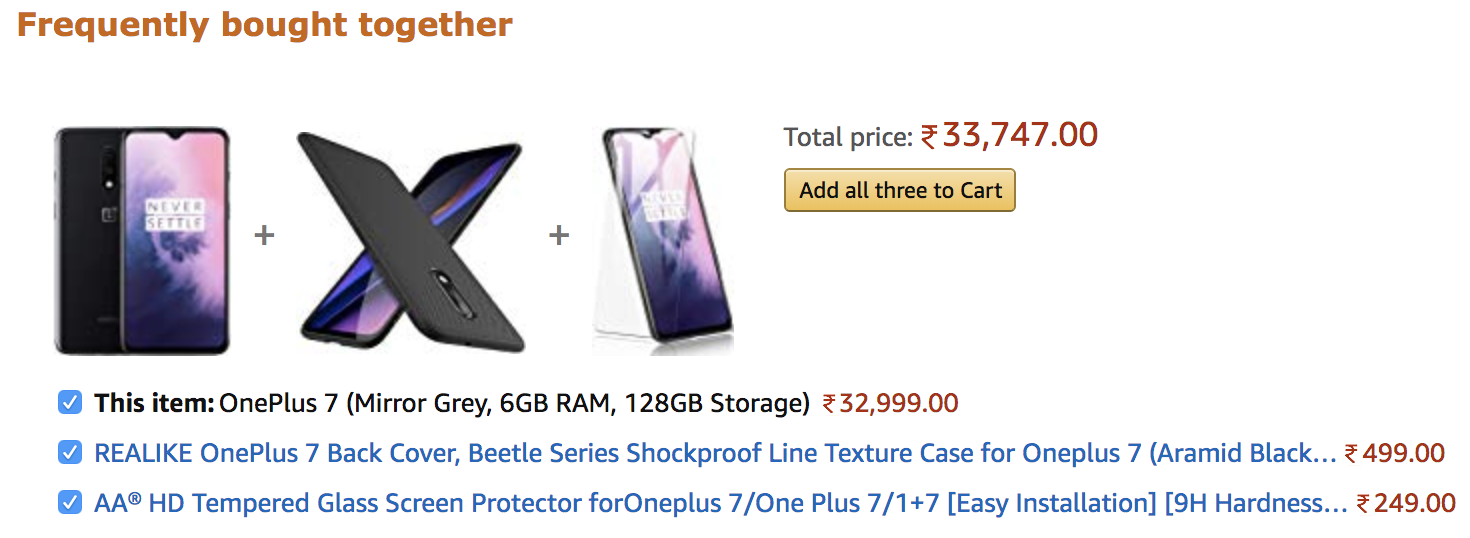 Frequently bought together
NEVER
SETTLE
+
+
NEVER
SETTLE
Total price: ₹33,747.00
Add all three to Cart
This item: OnePlus 7 (Mirror Grey, 6GB RAM, 128GB Storage) ₹32,999.00
REALIKE OnePlus 7 Back Cover, Beetle Series Shockproof Line Texture Case for Oneplus 7 (Aramid Black… ₹499.00
AA® HD Tempered Glass Screen Protector forOneplus 7/One Plus 7/1+7 [Easy Installation] [9H Hardness… ₹249.00